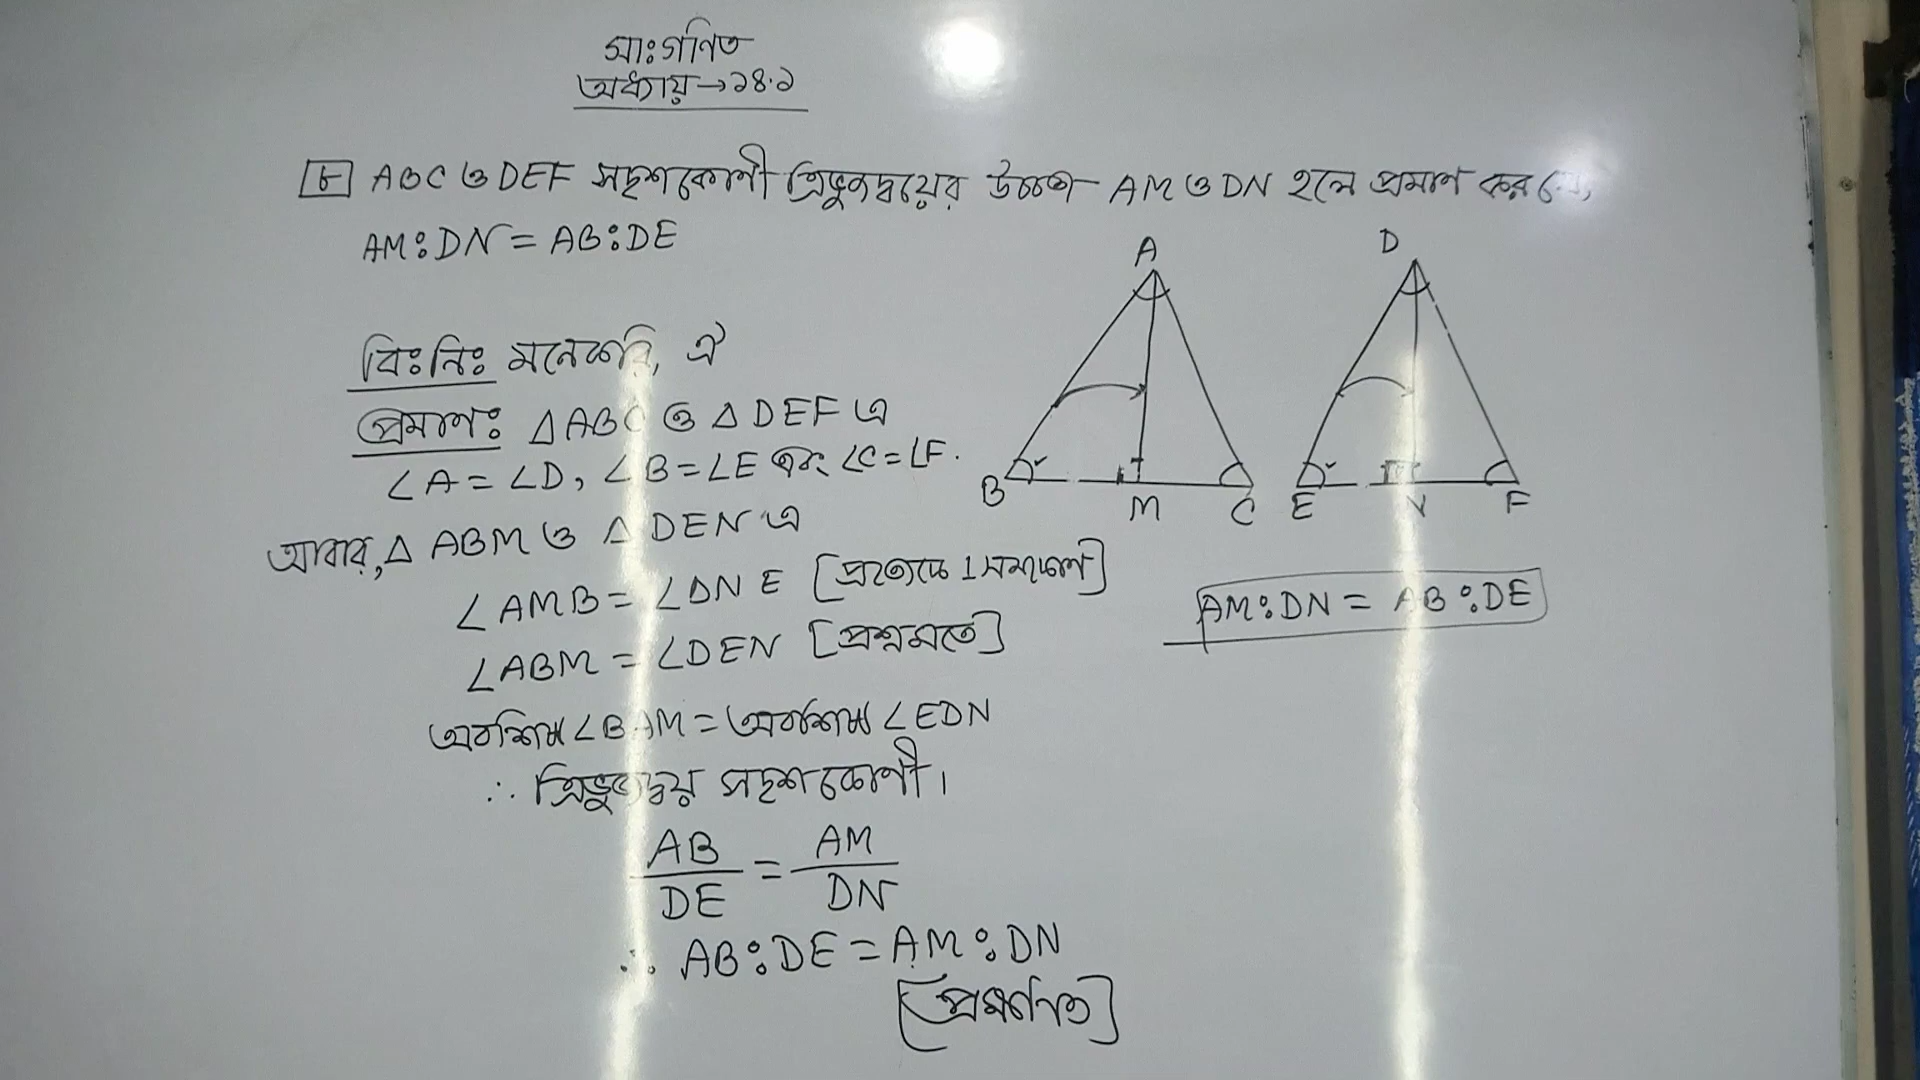 সাঃগণিত
অধ্যায়→১৪.১
৮ ABC ও DEF সদৃশকোণী ত্রিভুজদ্বয়ের উচ্চতা AM ও DN হলে প্রমাণ কর যে,
AM:DN = AB:DE
A
D
B
M
C
E
N
F
বিঃনিঃ মনেকরি, ঐ
প্রমাণঃ △ABC ও △DEF এ
∠A = ∠D, ∠B = ∠E এবং ∠C = ∠F.
আবার, △ABM ও △DEN এ
∠AMB = ∠DNE [প্রত্যেকে 1 সমকোণ]
∠ABM = ∠DEN [প্রশ্নমতে]
AM:DN = AB:DE
অবশিষ্ট ∠BAM = অবশিষ্ট ∠EDN
∴ ত্রিভুজদ্বয় সদৃশকোণী।
AB/DE = AM/DN
∴ AB:DE = AM:DN
[প্রমাণিত]